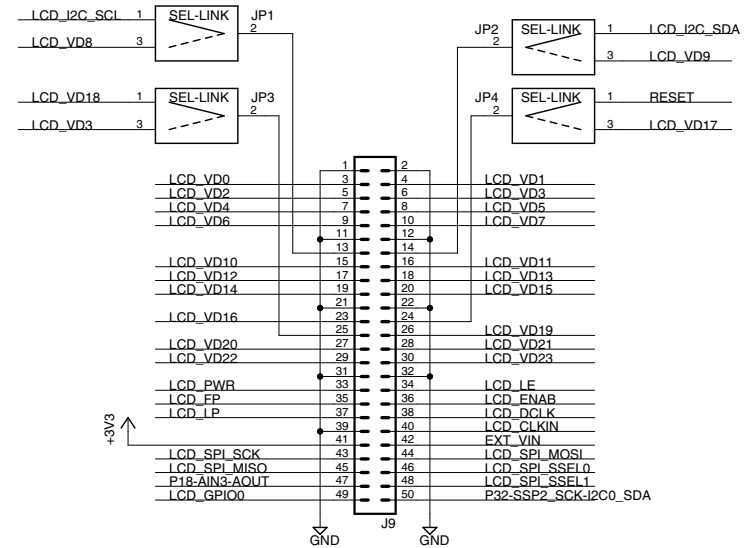 LCD_I2C_SCL 1 SEL-LINK JP1 2
LCD_VD8 3
JP2 2 SEL-LINK 1 LCD_I2C_SDA
3 LCD_VD9
LCD_VD18 1 SEL-LINK JP3 2
LCD_VD3 3
JP4 2 SEL-LINK 1 RESET
3 LCD_VD17
1 2
LCD_VD0 3 4 LCD_VD1
LCD_VD2 5 6 LCD_VD3
LCD_VD4 7 8 LCD_VD5
LCD_VD6 9 10 LCD_VD7
11 12
13 14
LCD_VD10 15 16 LCD_VD11
LCD_VD12 17 18 LCD_VD13
LCD_VD14 19 20 LCD_VD15
21 22
LCD_VD16 23 24
25 26 LCD_VD19
LCD_VD20 27 28 LCD_VD21
LCD_VD22 29 30 LCD_VD23
31 32
LCD_PWR 33 34 LCD_LE
LCD_FP 35 36 LCD_ENAB
LCD_LP 37 38 LCD_DCLK
39 40 LCD_CLKIN
+3V3 41 42 EXT_VIN
LCD_SPI_SCK 43 44 LCD_SPI_MOSI
LCD_SPI_MISO 45 46 LCD_SPI_SSEL0
P18-AIN3-AOUT 47 48 LCD_SPI_SSEL1
LCD_GPIO0 49 50 P32-SSP2_SCK-I2C0_SDA
J9
GND GND